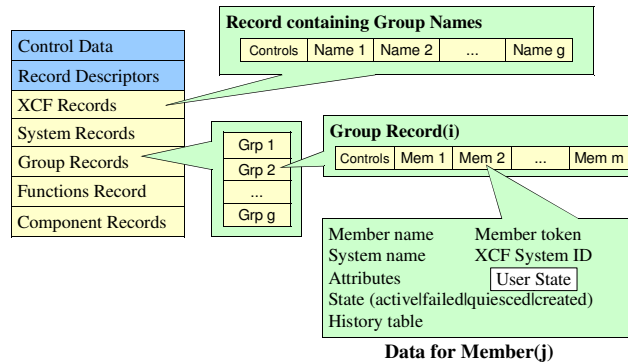 Record containing Group Names
Controls Name 1 Name 2 ... Name g
Control Data
Record Descriptors
XCF Records
System Records
Group Records
Functions Record
Component Records
Grp 1
Grp 2
...
Grp g
Group Record(i)
Controls Mem 1 Mem 2 ... Mem m
Member name Member token
System name XCF System ID
Attributes User State
State (active|failed|quiesced|created)
History table
Data for Member(j)